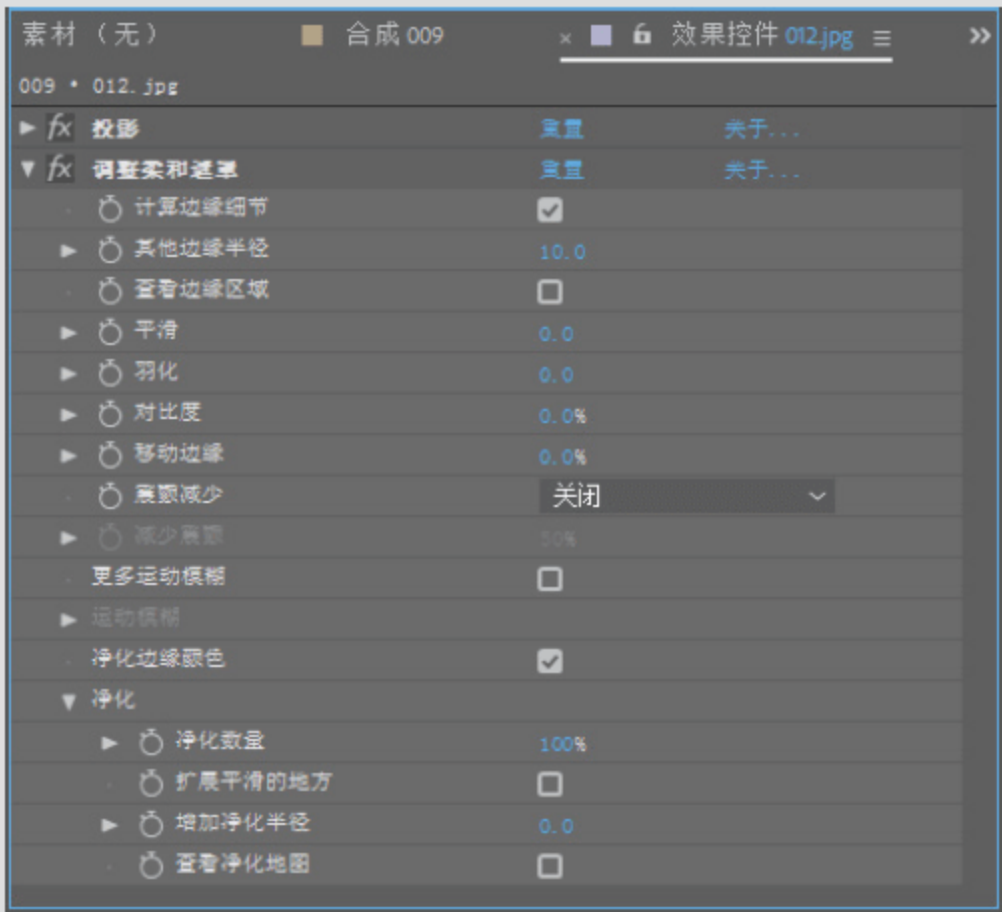 素材（无） 合成 009 × 效果控件 012.jpg ≡ »
009 • 012.jpg
fx 投影 重置 关于...
fx 调整柔和遮罩 重置 关于...
计算边缘细节
其他边缘半径 10.0
查看边缘区域
平滑 0.0
羽化 0.0
对比度 0.0%
移动边缘 0.0%
震颤减少 关闭
减少震颤 50%
更多运动模糊
运动模糊
净化边缘颜色
净化
净化数量 100%
扩展平滑的地方
增加净化半径 0.0
查看净化地图